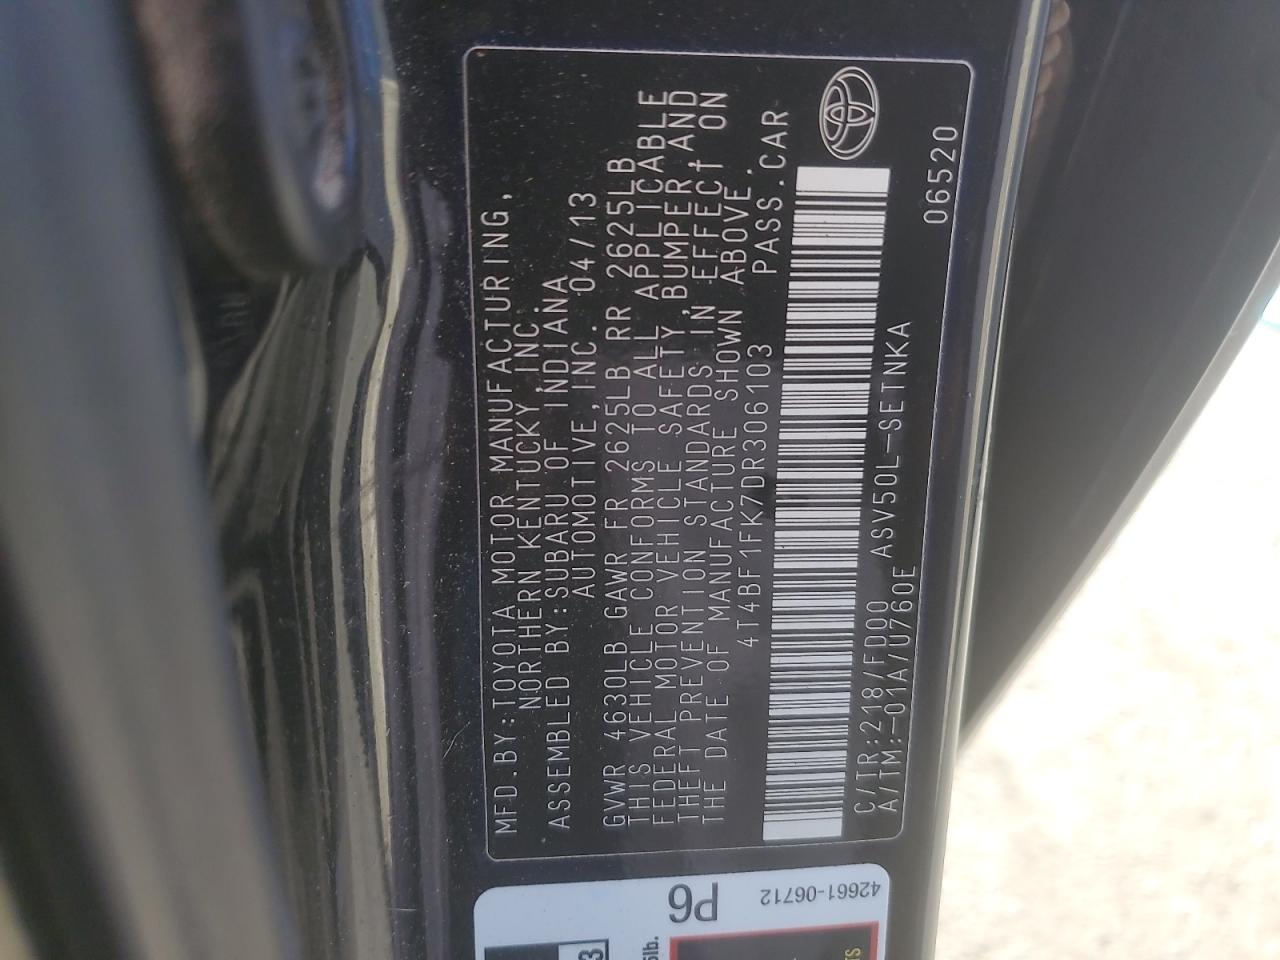 MFD.BY:TOYOTA MOTOR MANUFACTURING,
NORTHERN KENTUCKY,INC.
ASSEMBLED BY:SUBARU OF INDIANA
AUTOMOTIVE,INC. 04/13
GVWR 4630LB GAWR FR 2625LB RR 2625LB
THIS VEHICLE CONFORMS TO ALL APPLICABLE
FEDERAL MOTOR VEHICLE SAFETY,BUMPER,AND
THEFT PREVENTION STANDARDS IN EFFECT ON
THE DATE OF MANUFACTURE SHOWN ABOVE.
4T4BF1FK7DR306103 PASS.CAR
C/TR:218/FD00 ASV50L-SETNKA
A/TM:-01A/U760E 06520
P6
42661-06712
3
lb.
TS